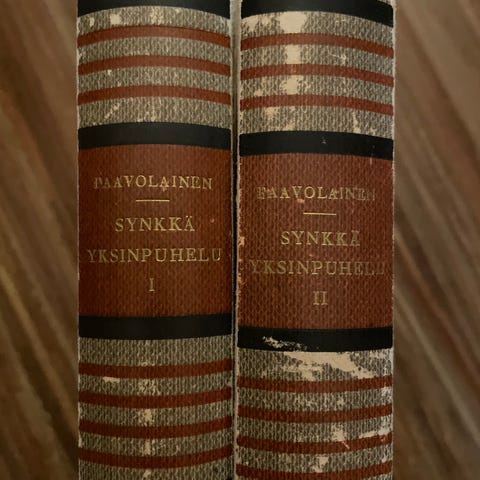 PAAVOLAINEN
SYNKKÄ
YKSINPUHELU
I
PAAVOLAINEN
SYNKKÄ
YKSINPUHELU
II